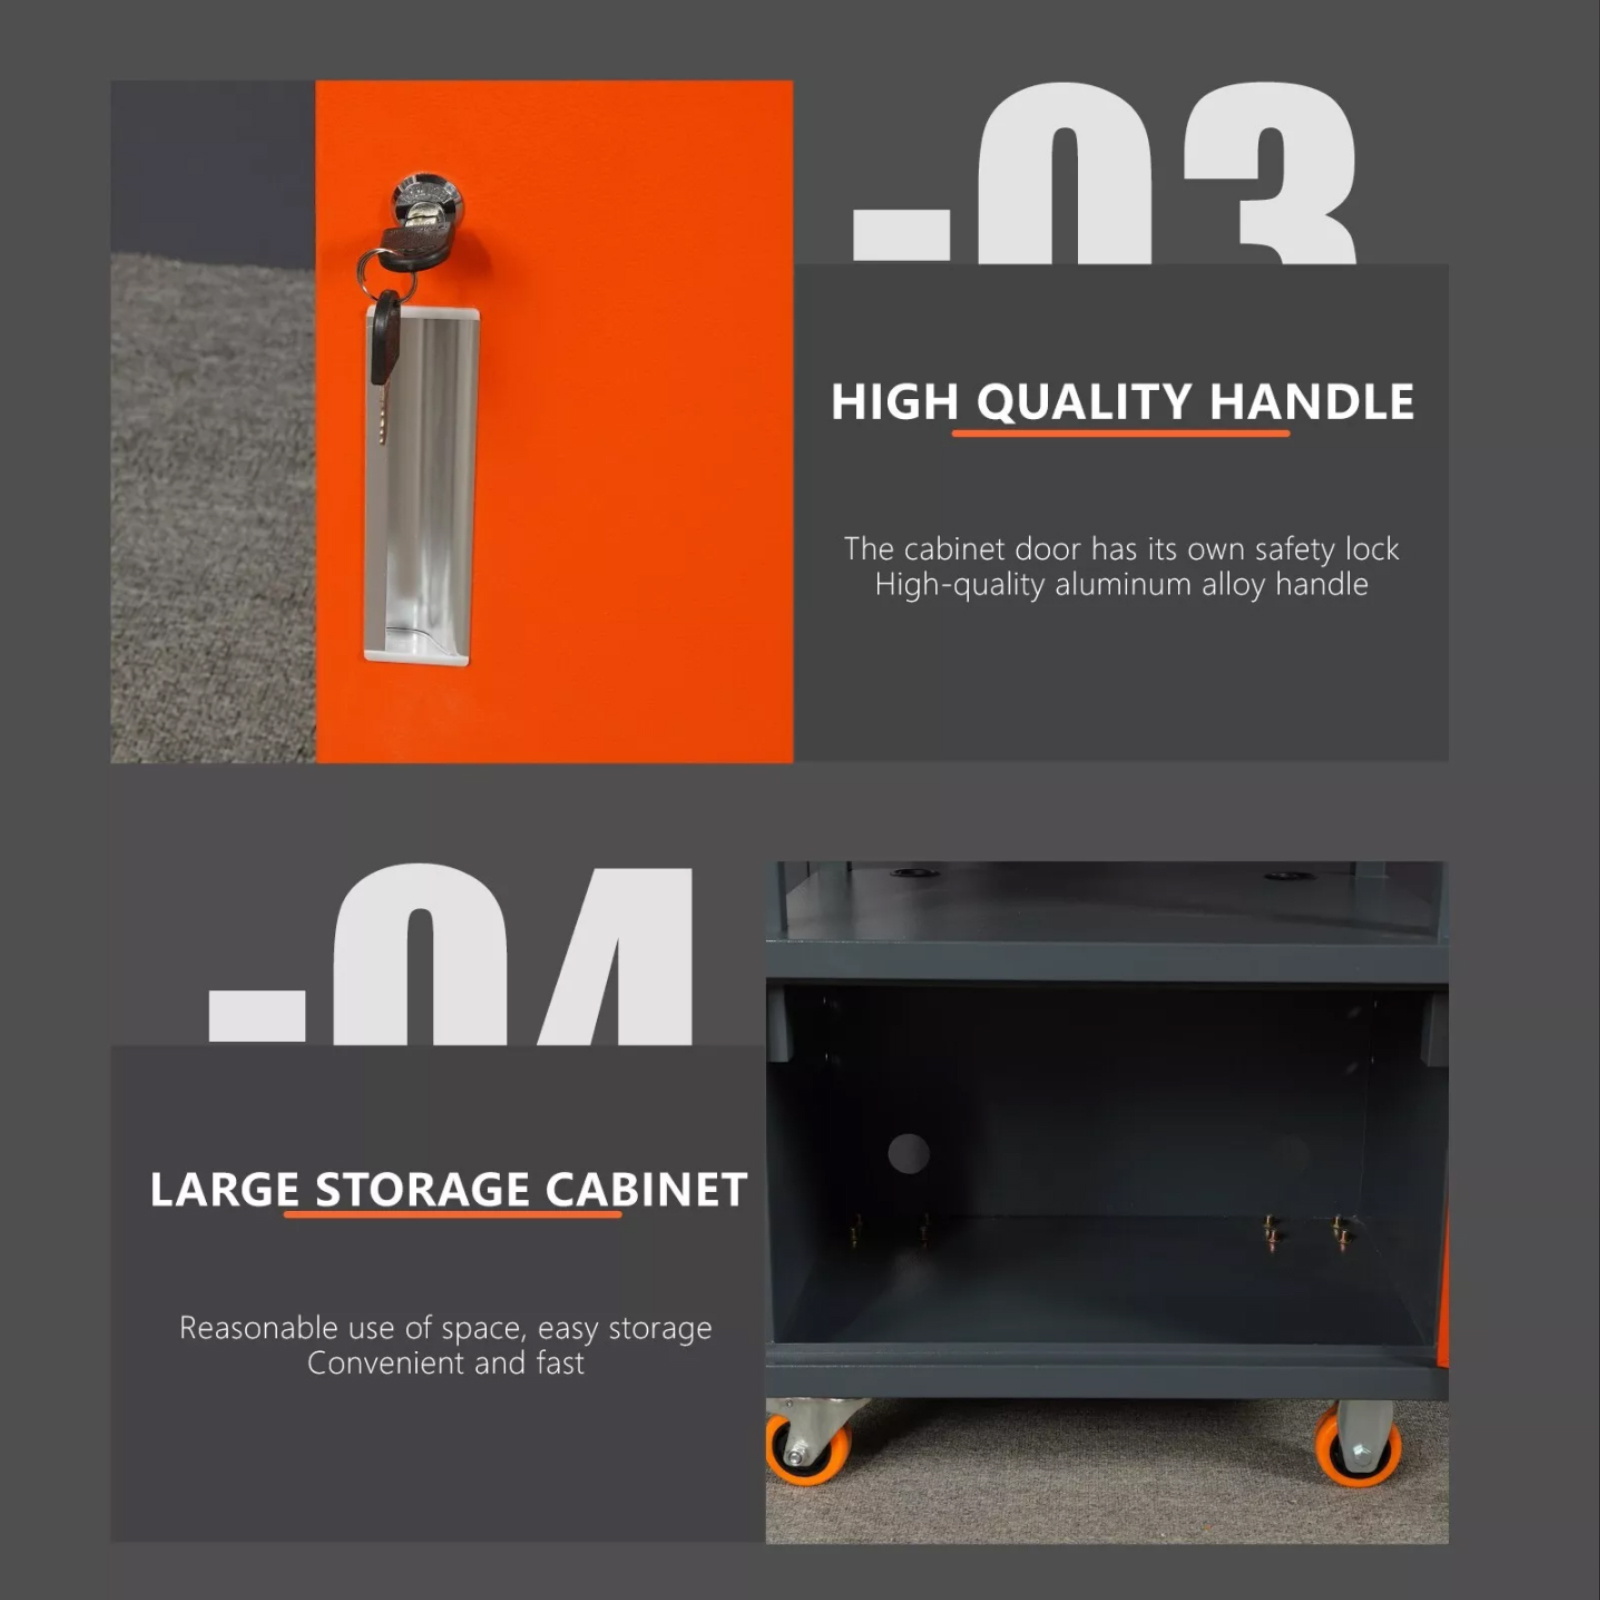 -03
HIGH QUALITY HANDLE
The cabinet door has its own safety lock
High-quality aluminum alloy handle
-04
LARGE STORAGE CABINET
Reasonable use of space, easy storage
Convenient and fast